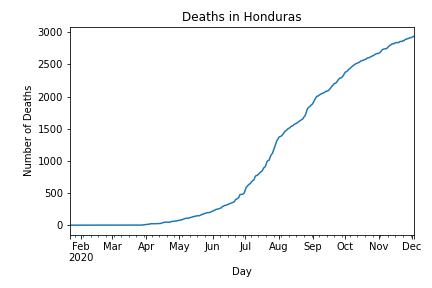 Deaths in Honduras
Number of Deaths
3000
2500
2000
1500
1000
500
0
Feb Mar Apr May Jun Jul Aug Sep Oct Nov Dec
2020
Day